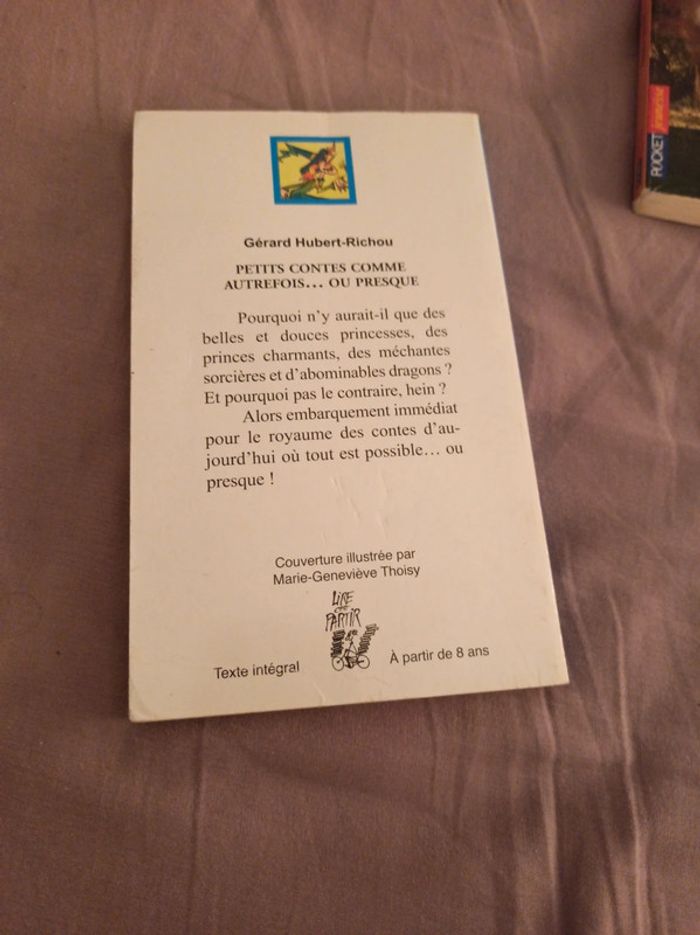 Gérard Hubert-Richou
PETITS CONTES COMME
AUTREFOIS... OU PRESQUE
Pourquoi n'y aurait-il que des
belles et douces princesses, des
princes charmants, des méchantes
sorcières et d'abominables dragons ?
Et pourquoi pas le contraire, hein ?
Alors embarquement immédiat
pour le royaume des contes d'au-
jourd'hui où tout est possible... ou
presque !
Couverture illustrée par
Marie-Geneviève Thoisy
LIRE
PARTIR
Texte intégral
À partir de 8 ans
POCKET